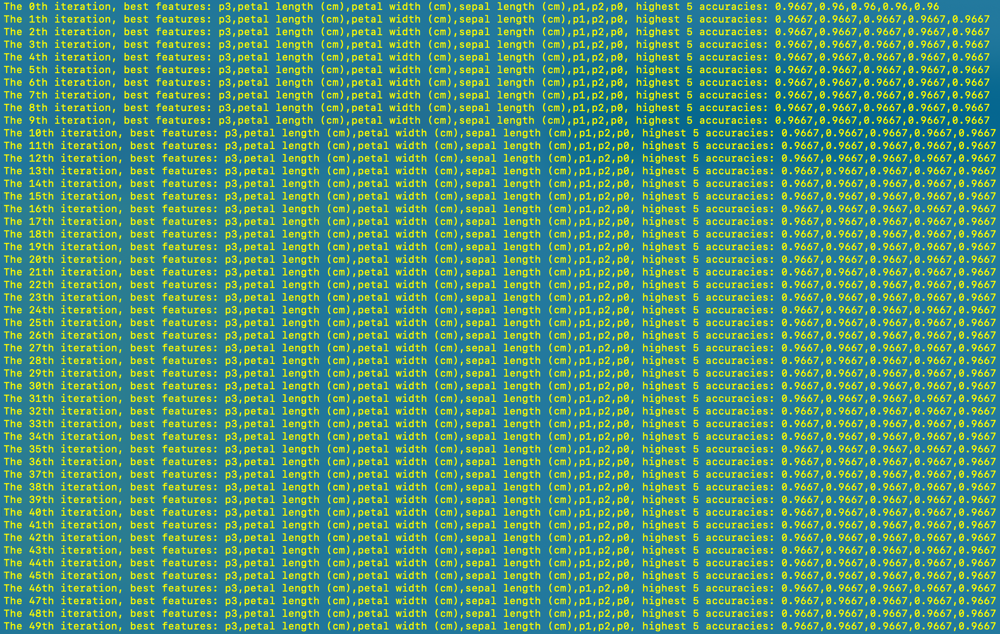 The 0th iteration, best features: p3,petal length (cm),petal width (cm),sepal length (cm),p1,p2,p0, highest 5 accuracies: 0.9667,0.96,0.96,0.96,0.96
The 1th iteration, best features: p3,petal length (cm),petal width (cm),sepal length (cm),p1,p2,p0, highest 5 accuracies: 0.9667,0.9667,0.9667,0.9667,0.9667
The 2th iteration, best features: p3,petal length (cm),petal width (cm),sepal length (cm),p1,p2,p0, highest 5 accuracies: 0.9667,0.9667,0.9667,0.9667,0.9667
The 3th iteration, best features: p3,petal length (cm),petal width (cm),sepal length (cm),p1,p2,p0, highest 5 accuracies: 0.9667,0.9667,0.9667,0.9667,0.9667
The 4th iteration, best features: p3,petal length (cm),petal width (cm),sepal length (cm),p1,p2,p0, highest 5 accuracies: 0.9667,0.9667,0.9667,0.9667,0.9667
The 5th iteration, best features: p3,petal length (cm),petal width (cm),sepal length (cm),p1,p2,p0, highest 5 accuracies: 0.9667,0.9667,0.9667,0.9667,0.9667
The 6th iteration, best features: p3,petal length (cm),petal width (cm),sepal length (cm),p1,p2,p0, highest 5 accuracies: 0.9667,0.9667,0.9667,0.9667,0.9667
The 7th iteration, best features: p3,petal length (cm),petal width (cm),sepal length (cm),p1,p2,p0, highest 5 accuracies: 0.9667,0.9667,0.9667,0.9667,0.9667
The 8th iteration, best features: p3,petal length (cm),petal width (cm),sepal length (cm),p1,p2,p0, highest 5 accuracies: 0.9667,0.9667,0.9667,0.9667,0.9667
The 9th iteration, best features: p3,petal length (cm),petal width (cm),sepal length (cm),p1,p2,p0, highest 5 accuracies: 0.9667,0.9667,0.9667,0.9667,0.9667
The 10th iteration, best features: p3,petal length (cm),petal width (cm),sepal length (cm),p1,p2,p0, highest 5 accuracies: 0.9667,0.9667,0.9667,0.9667,0.9667
The 11th iteration, best features: p3,petal length (cm),petal width (cm),sepal length (cm),p1,p2,p0, highest 5 accuracies: 0.9667,0.9667,0.9667,0.9667,0.9667
The 12th iteration, best features: p3,petal length (cm),petal width (cm),sepal length (cm),p1,p2,p0, highest 5 accuracies: 0.9667,0.9667,0.9667,0.9667,0.9667
The 13th iteration, best features: p3,petal length (cm),petal width (cm),sepal length (cm),p1,p2,p0, highest 5 accuracies: 0.9667,0.9667,0.9667,0.9667,0.9667
The 14th iteration, best features: p3,petal length (cm),petal width (cm),sepal length (cm),p1,p2,p0, highest 5 accuracies: 0.9667,0.9667,0.9667,0.9667,0.9667
The 15th iteration, best features: p3,petal length (cm),petal width (cm),sepal length (cm),p1,p2,p0, highest 5 accuracies: 0.9667,0.9667,0.9667,0.9667,0.9667
The 16th iteration, best features: p3,petal length (cm),petal width (cm),sepal length (cm),p1,p2,p0, highest 5 accuracies: 0.9667,0.9667,0.9667,0.9667,0.9667
The 17th iteration, best features: p3,petal length (cm),petal width (cm),sepal length (cm),p1,p2,p0, highest 5 accuracies: 0.9667,0.9667,0.9667,0.9667,0.9667
The 18th iteration, best features: p3,petal length (cm),petal width (cm),sepal length (cm),p1,p2,p0, highest 5 accuracies: 0.9667,0.9667,0.9667,0.9667,0.9667
The 19th iteration, best features: p3,petal length (cm),petal width (cm),sepal length (cm),p1,p2,p0, highest 5 accuracies: 0.9667,0.9667,0.9667,0.9667,0.9667
The 20th iteration, best features: p3,petal length (cm),petal width (cm),sepal length (cm),p1,p2,p0, highest 5 accuracies: 0.9667,0.9667,0.9667,0.9667,0.9667
The 21th iteration, best features: p3,petal length (cm),petal width (cm),sepal length (cm),p1,p2,p0, highest 5 accuracies: 0.9667,0.9667,0.9667,0.9667,0.9667
The 22th iteration, best features: p3,petal length (cm),petal width (cm),sepal length (cm),p1,p2,p0, highest 5 accuracies: 0.9667,0.9667,0.9667,0.9667,0.9667
The 23th iteration, best features: p3,petal length (cm),petal width (cm),sepal length (cm),p1,p2,p0, highest 5 accuracies: 0.9667,0.9667,0.9667,0.9667,0.9667
The 24th iteration, best features: p3,petal length (cm),petal width (cm),sepal length (cm),p1,p2,p0, highest 5 accuracies: 0.9667,0.9667,0.9667,0.9667,0.9667
The 25th iteration, best features: p3,petal length (cm),petal width (cm),sepal length (cm),p1,p2,p0, highest 5 accuracies: 0.9667,0.9667,0.9667,0.9667,0.9667
The 26th iteration, best features: p3,petal length (cm),petal width (cm),sepal length (cm),p1,p2,p0, highest 5 accuracies: 0.9667,0.9667,0.9667,0.9667,0.9667
The 27th iteration, best features: p3,petal length (cm),petal width (cm),sepal length (cm),p1,p2,p0, highest 5 accuracies: 0.9667,0.9667,0.9667,0.9667,0.9667
The 28th iteration, best features: p3,petal length (cm),petal width (cm),sepal length (cm),p1,p2,p0, highest 5 accuracies: 0.9667,0.9667,0.9667,0.9667,0.9667
The 29th iteration, best features: p3,petal length (cm),petal width (cm),sepal length (cm),p1,p2,p0, highest 5 accuracies: 0.9667,0.9667,0.9667,0.9667,0.9667
The 30th iteration, best features: p3,petal length (cm),petal width (cm),sepal length (cm),p1,p2,p0, highest 5 accuracies: 0.9667,0.9667,0.9667,0.9667,0.9667
The 31th iteration, best features: p3,petal length (cm),petal width (cm),sepal length (cm),p1,p2,p0, highest 5 accuracies: 0.9667,0.9667,0.9667,0.9667,0.9667
The 32th iteration, best features: p3,petal length (cm),petal width (cm),sepal length (cm),p1,p2,p0, highest 5 accuracies: 0.9667,0.9667,0.9667,0.9667,0.9667
The 33th iteration, best features: p3,petal length (cm),petal width (cm),sepal length (cm),p1,p2,p0, highest 5 accuracies: 0.9667,0.9667,0.9667,0.9667,0.9667
The 34th iteration, best features: p3,petal length (cm),petal width (cm),sepal length (cm),p1,p2,p0, highest 5 accuracies: 0.9667,0.9667,0.9667,0.9667,0.9667
The 35th iteration, best features: p3,petal length (cm),petal width (cm),sepal length (cm),p1,p2,p0, highest 5 accuracies: 0.9667,0.9667,0.9667,0.9667,0.9667
The 36th iteration, best features: p3,petal length (cm),petal width (cm),sepal length (cm),p1,p2,p0, highest 5 accuracies: 0.9667,0.9667,0.9667,0.9667,0.9667
The 37th iteration, best features: p3,petal length (cm),petal width (cm),sepal length (cm),p1,p2,p0, highest 5 accuracies: 0.9667,0.9667,0.9667,0.9667,0.9667
The 38th iteration, best features: p3,petal length (cm),petal width (cm),sepal length (cm),p1,p2,p0, highest 5 accuracies: 0.9667,0.9667,0.9667,0.9667,0.9667
The 39th iteration, best features: p3,petal length (cm),petal width (cm),sepal length (cm),p1,p2,p0, highest 5 accuracies: 0.9667,0.9667,0.9667,0.9667,0.9667
The 40th iteration, best features: p3,petal length (cm),petal width (cm),sepal length (cm),p1,p2,p0, highest 5 accuracies: 0.9667,0.9667,0.9667,0.9667,0.9667
The 41th iteration, best features: p3,petal length (cm),petal width (cm),sepal length (cm),p1,p2,p0, highest 5 accuracies: 0.9667,0.9667,0.9667,0.9667,0.9667
The 42th iteration, best features: p3,petal length (cm),petal width (cm),sepal length (cm),p1,p2,p0, highest 5 accuracies: 0.9667,0.9667,0.9667,0.9667,0.9667
The 43th iteration, best features: p3,petal length (cm),petal width (cm),sepal length (cm),p1,p2,p0, highest 5 accuracies: 0.9667,0.9667,0.9667,0.9667,0.9667
The 44th iteration, best features: p3,petal length (cm),petal width (cm),sepal length (cm),p1,p2,p0, highest 5 accuracies: 0.9667,0.9667,0.9667,0.9667,0.9667
The 45th iteration, best features: p3,petal length (cm),petal width (cm),sepal length (cm),p1,p2,p0, highest 5 accuracies: 0.9667,0.9667,0.9667,0.9667,0.9667
The 46th iteration, best features: p3,petal length (cm),petal width (cm),sepal length (cm),p1,p2,p0, highest 5 accuracies: 0.9667,0.9667,0.9667,0.9667,0.9667
The 47th iteration, best features: p3,petal length (cm),petal width (cm),sepal length (cm),p1,p2,p0, highest 5 accuracies: 0.9667,0.9667,0.9667,0.9667,0.9667
The 48th iteration, best features: p3,petal length (cm),petal width (cm),sepal length (cm),p1,p2,p0, highest 5 accuracies: 0.9667,0.9667,0.9667,0.9667,0.9667
The 49th iteration, best features: p3,petal length (cm),petal width (cm),sepal length (cm),p1,p2,p0, highest 5 accuracies: 0.9667,0.9667,0.9667,0.9667,0.9667